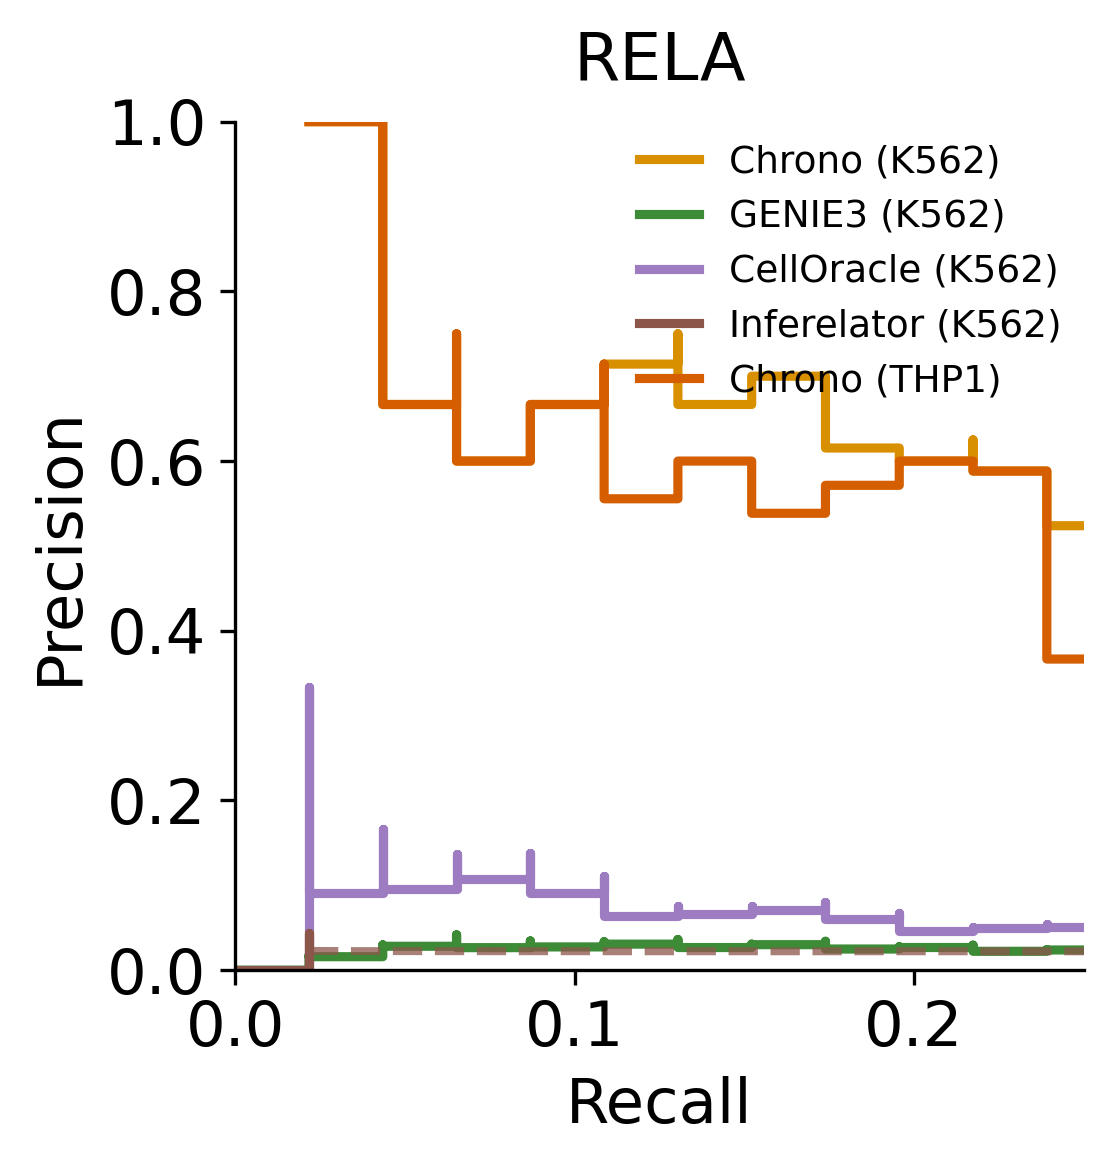 RELA
Precision
1.0
0.8
0.6
0.4
0.2
0.0
Chrono (K562)
GENIE3 (K562)
CellOracle (K562)
Inferelator (K562)
Chrono (THP1)
0.0 0.1 0.2
Recall